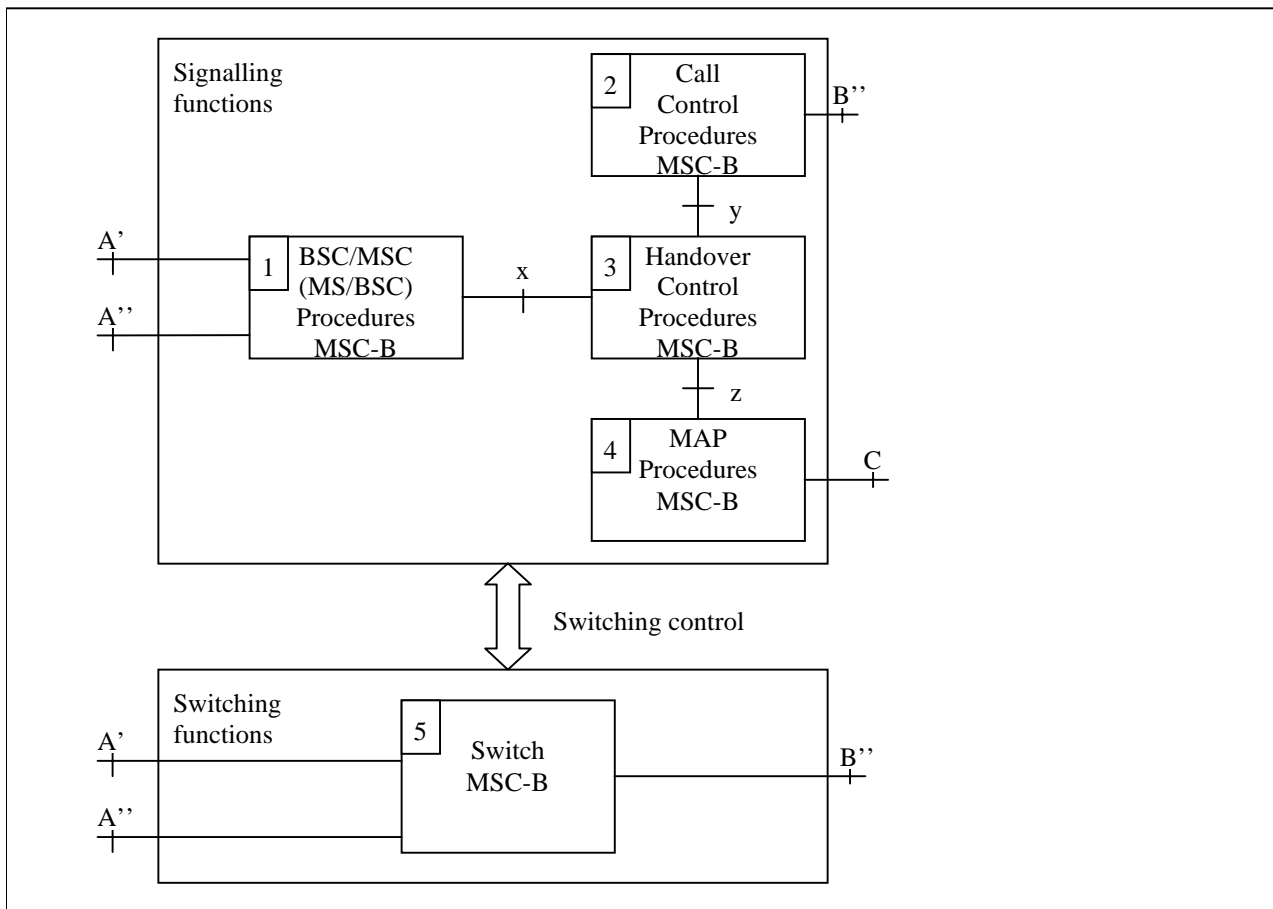 Signalling
functions
2
Call
Control
Procedures
MSC-B
B’’
y
A’
A’’
1
BSC/MSC
(MS/BSC)
Procedures
MSC-B
x
3
Handover
Control
Procedures
MSC-B
z
4
MAP
Procedures
MSC-B
C
Switching control
Switching
functions
A’
A’’
5
Switch
MSC-B
B’’